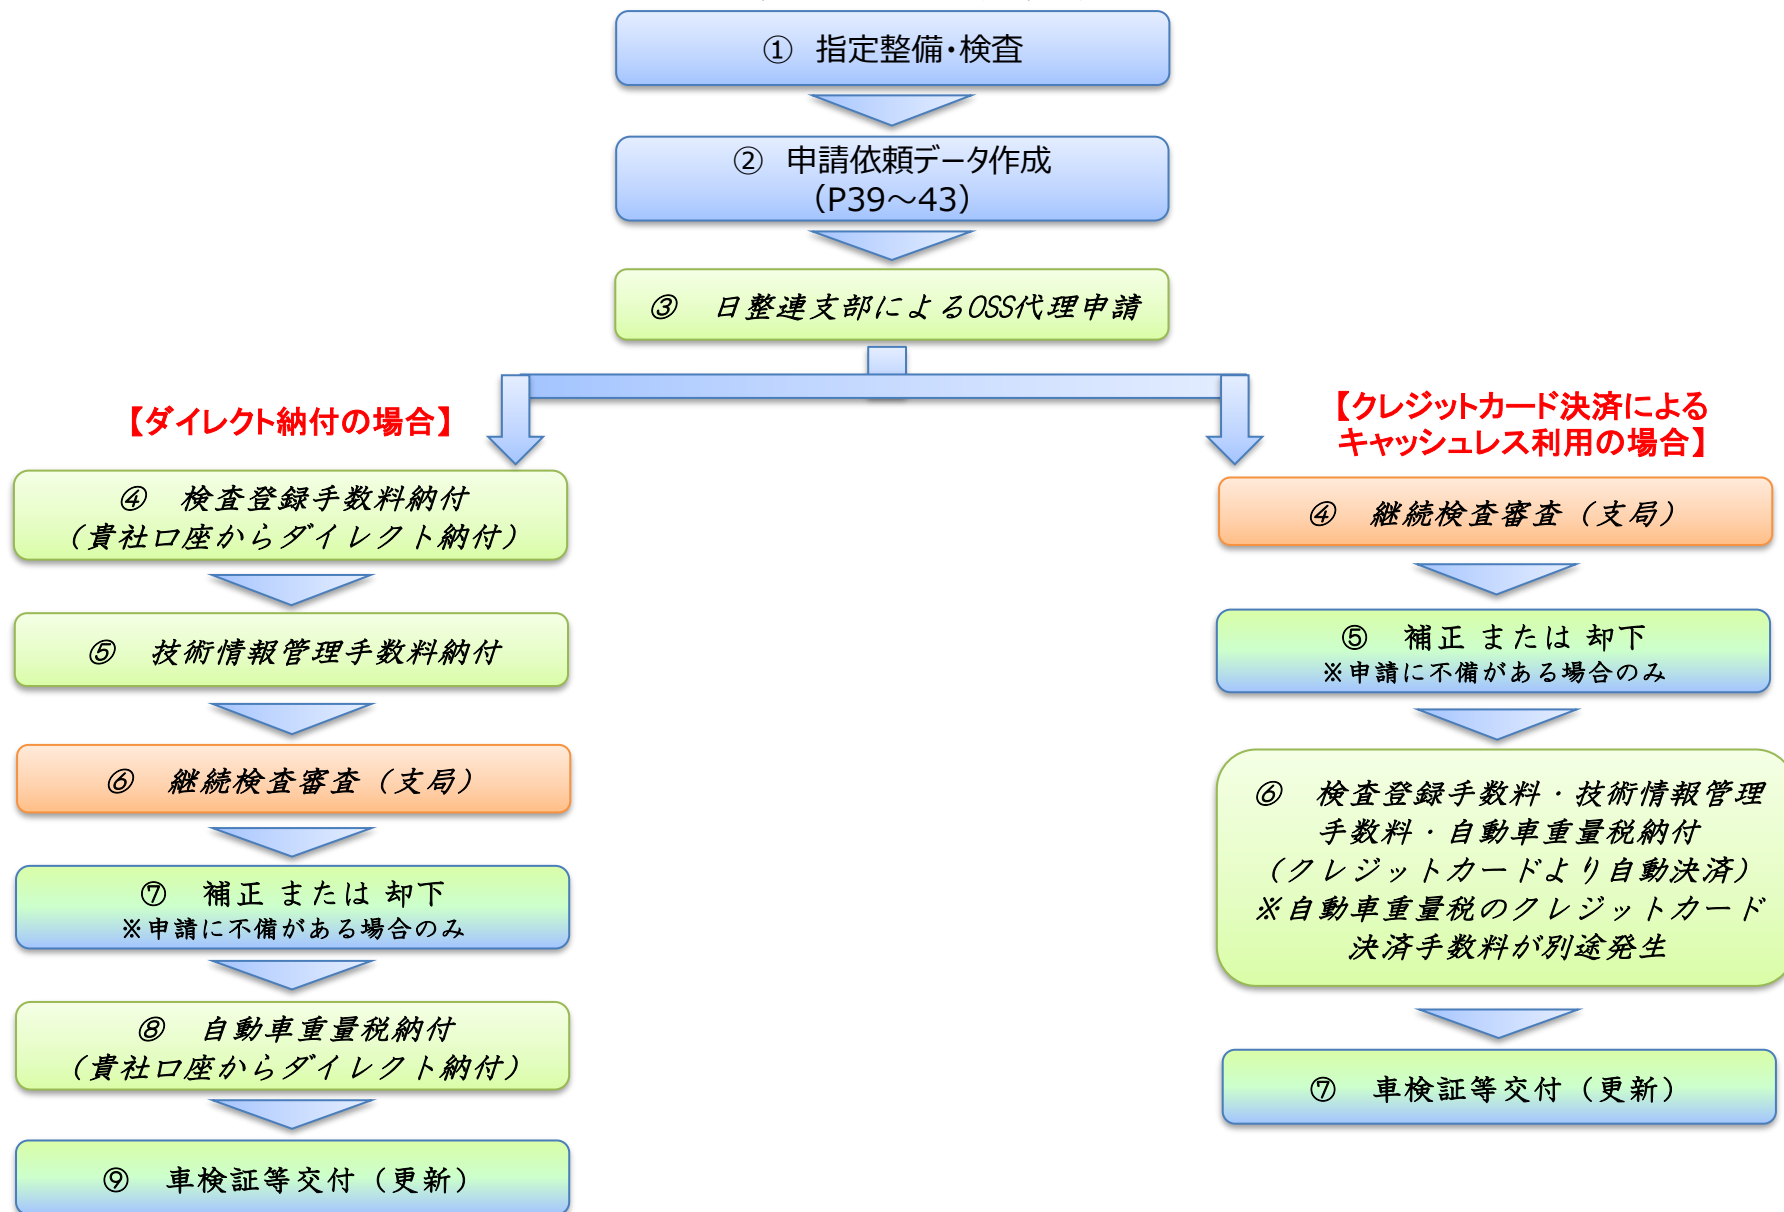 ① 指定整備・検査
② 申請依頼データ作成
（P39～43）
③ 日整連支部によるOSS代理申請
【ダイレクト納付の場合】
④ 検査登録手数料納付
（貴社口座からダイレクト納付）
⑤ 技術情報管理手数料納付
⑥ 継続検査審査（支局）
⑦ 補正 または 却下
※申請に不備がある場合のみ
⑧ 自動車重量税納付
（貴社口座からダイレクト納付）
⑨ 車検証等交付（更新）
【クレジットカード決済による
キャッシュレス利用の場合】
④ 継続検査審査（支局）
⑤ 補正 または 却下
※申請に不備がある場合のみ
⑥ 検査登録手数料・技術情報管理
手数料・自動車重量税納付
（クレジットカードより自動決済）
※自動車重量税のクレジットカード
決済手数料が別途発生
⑦ 車検証等交付（更新）